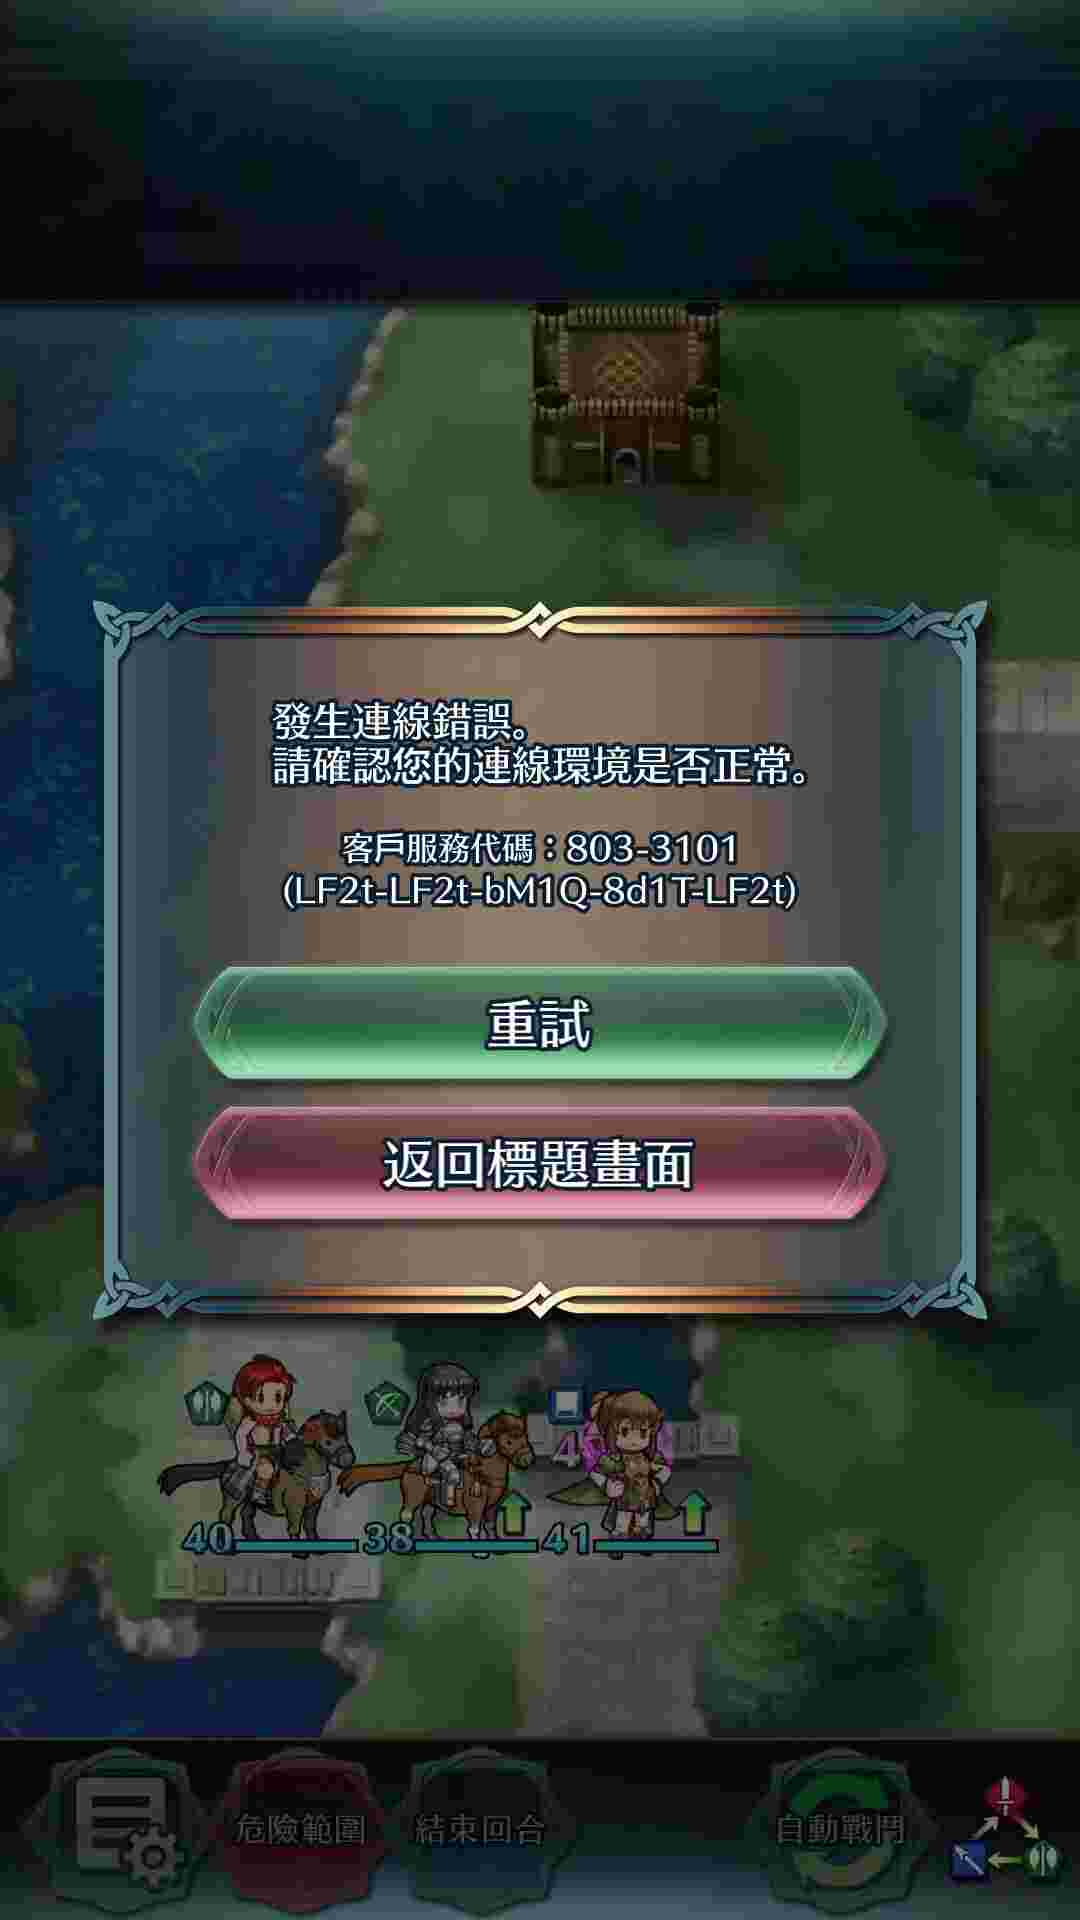 發生連線錯誤。
請確認您的連線環境是否正常。
客戶服務代碼：803-3101
(LF2t-LF2t-bM1Q-8d1T-LF2t)
重試
返回標題畫面
40
38
41
危險範圍
結束回合
自動戰鬥